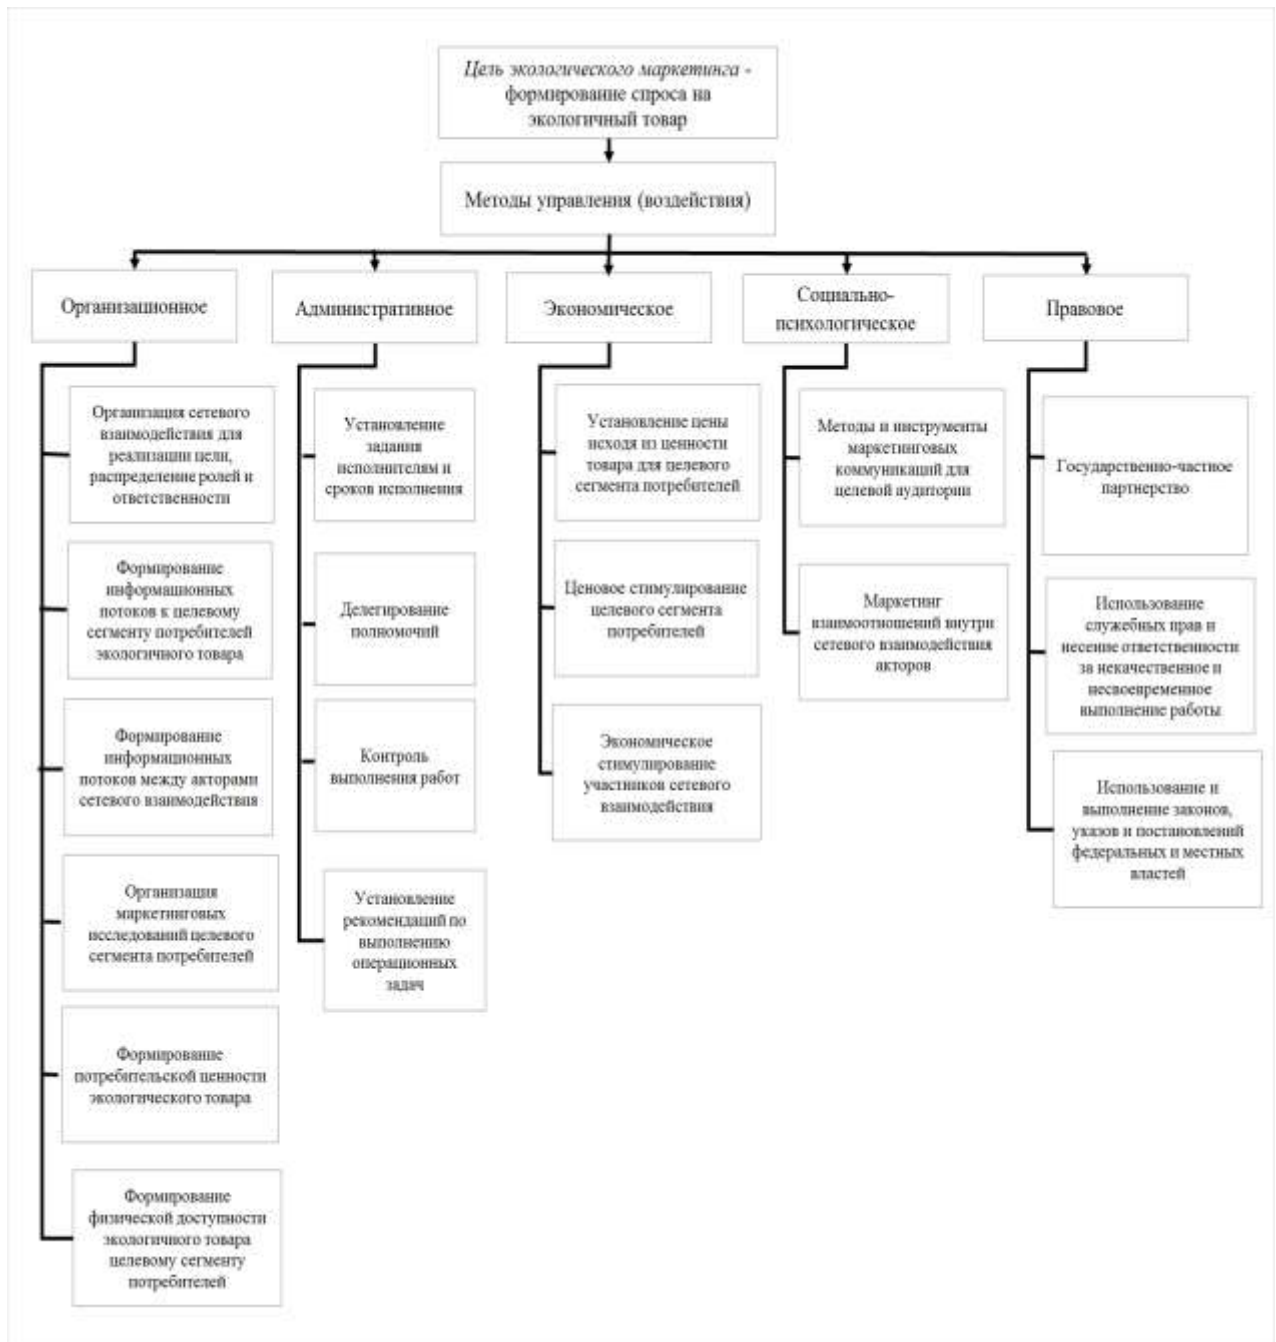 Цель экологического маркетинга -
формирование спроса на
экологичный товар
Методы управления (воздействия)
Организационное
Административное
Экономическое
Социально-
психологическое
Правовое
Организация сетевого
взаимодействия для
реализации цели,
распределение ролей и
ответственности
Формирование
информационных
потоков к целевому
сегменту потребителей
экологичного товара
Формирование
информационных
потоков между акторами
сетевого взаимодействия
Организация
маркетинговых
исследований целевого
сегмента потребителей
Формирование
потребительской ценности
экологического товара
Формирование
физической доступности
экологичного товара
целевому сегменту
потребителей
Установление
задания
исполнителям и
сроков исполнения
Делегирование
полномочий
Контроль
выполнения работ
Установление
рекомендаций по
выполнению
операционных
задач
Установление цены
исходя из ценности
товара для целевого
сегмента потребителей
Ценовое стимулирование
целевого сегмента
потребителей
Экономическое
стимулирование
участников сетевого
взаимодействия
Методы и инструменты
маркетинговых
коммуникаций для
целевой аудитории
Маркетинг
взаимоотношений внутри
сетевого взаимодействия
акторов
Государственно-частное
партнерство
Использование
служебных прав и
несение ответственности
за некачественное и
несвоевременное
выполнение работы
Использование и
выполнение законов,
указов и постановлений
федеральных и местных
властей